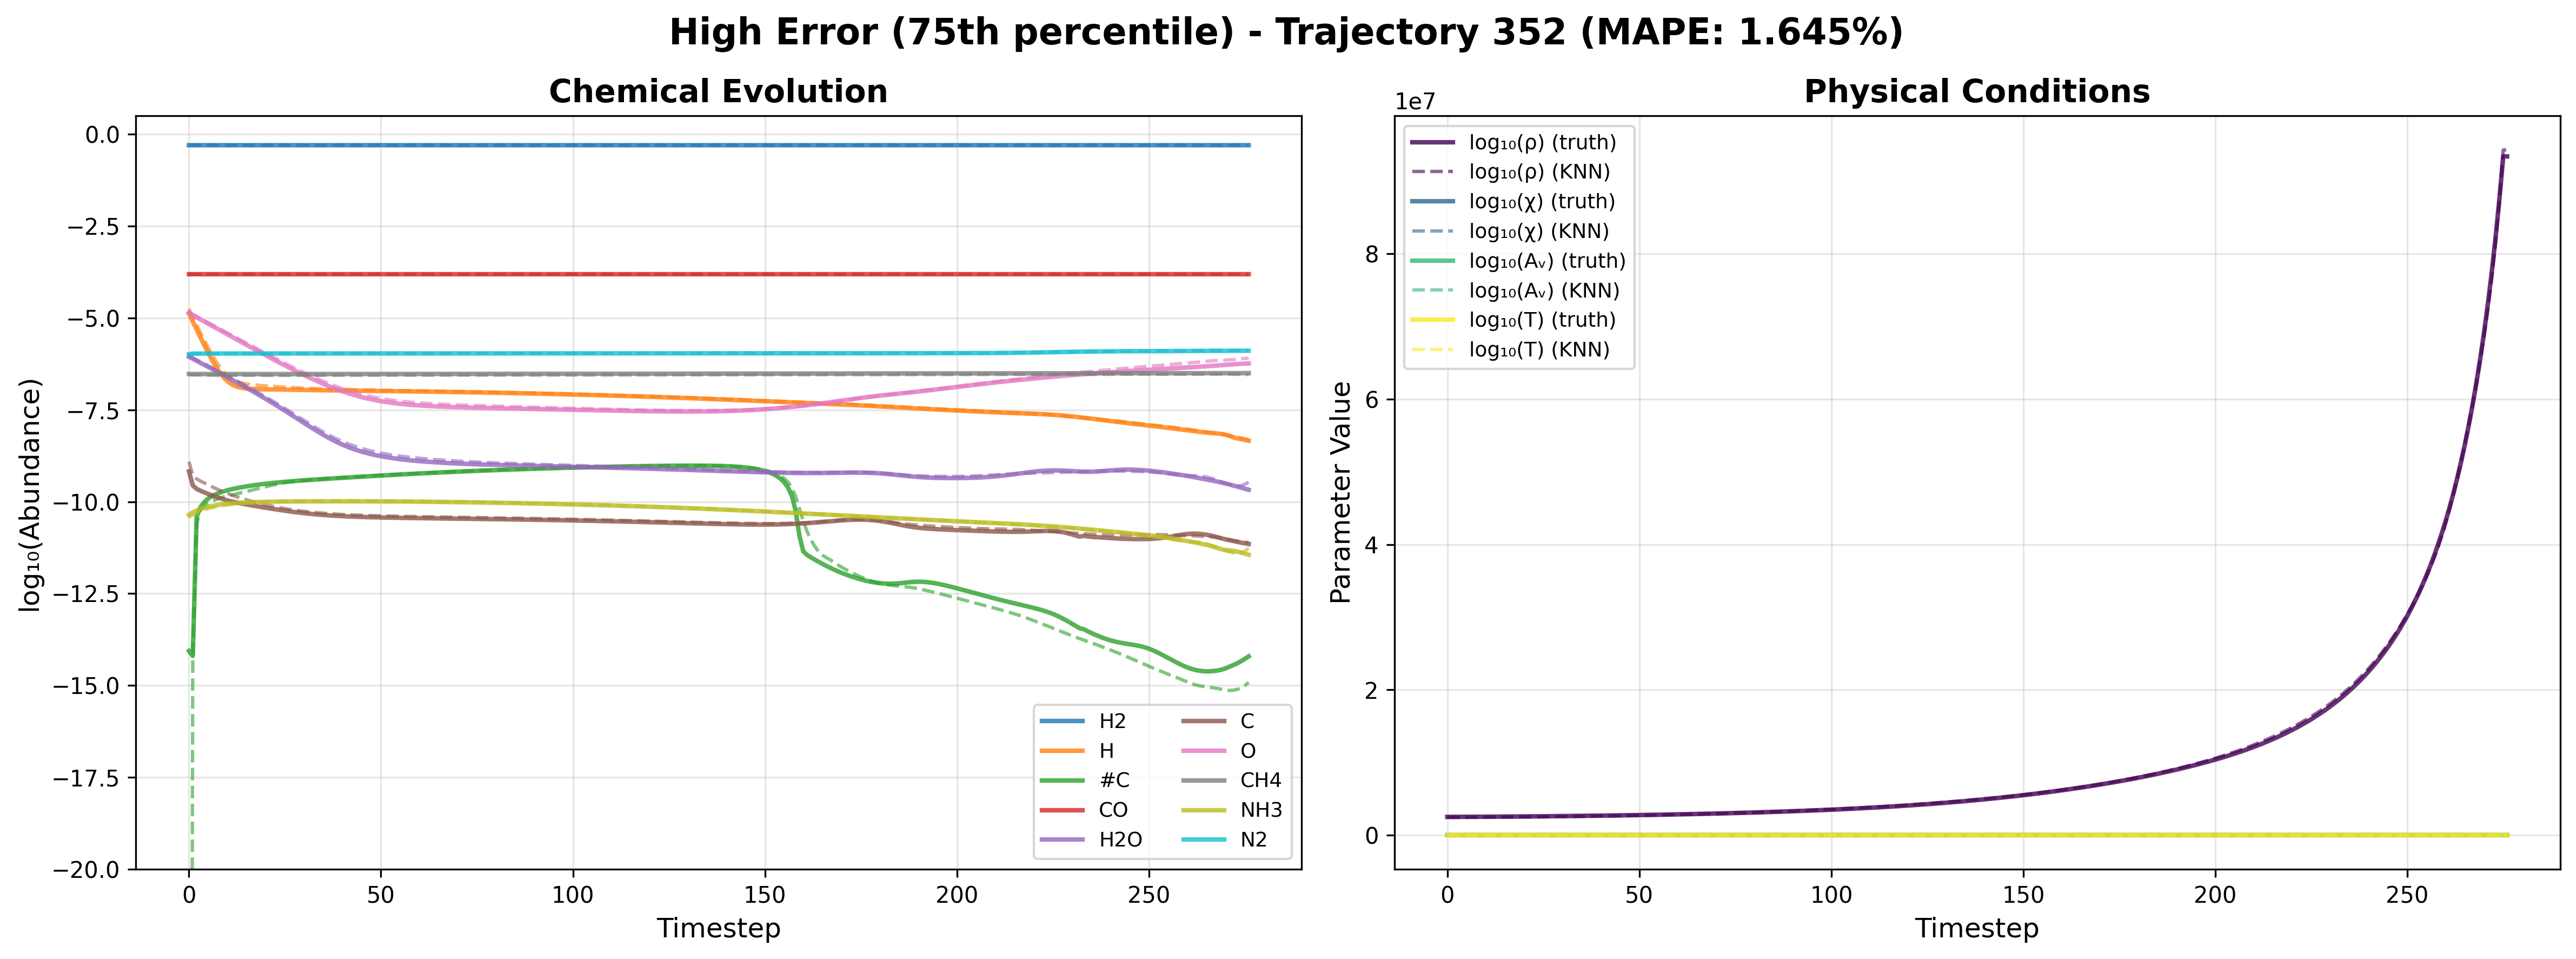 High Error (75th percentile) - Trajectory 352 (MAPE: 1.645%)
Chemical Evolution
log₁₀(Abundance)
0.0
−2.5
−5.0
−7.5
−10.0
−12.5
−15.0
−17.5
−20.0
0 50 100 150 200 250
Timestep
H2 C
H O
#C CH4
CO NH3
H2O N2
Physical Conditions
1e7
Parameter Value
8
6
4
2
0
0 50 100 150 200 250
Timestep
log₁₀(ρ) (truth)
log₁₀(ρ) (KNN)
log₁₀(χ) (truth)
log₁₀(χ) (KNN)
log₁₀(Aᵥ) (truth)
log₁₀(Aᵥ) (KNN)
log₁₀(T) (truth)
log₁₀(T) (KNN)